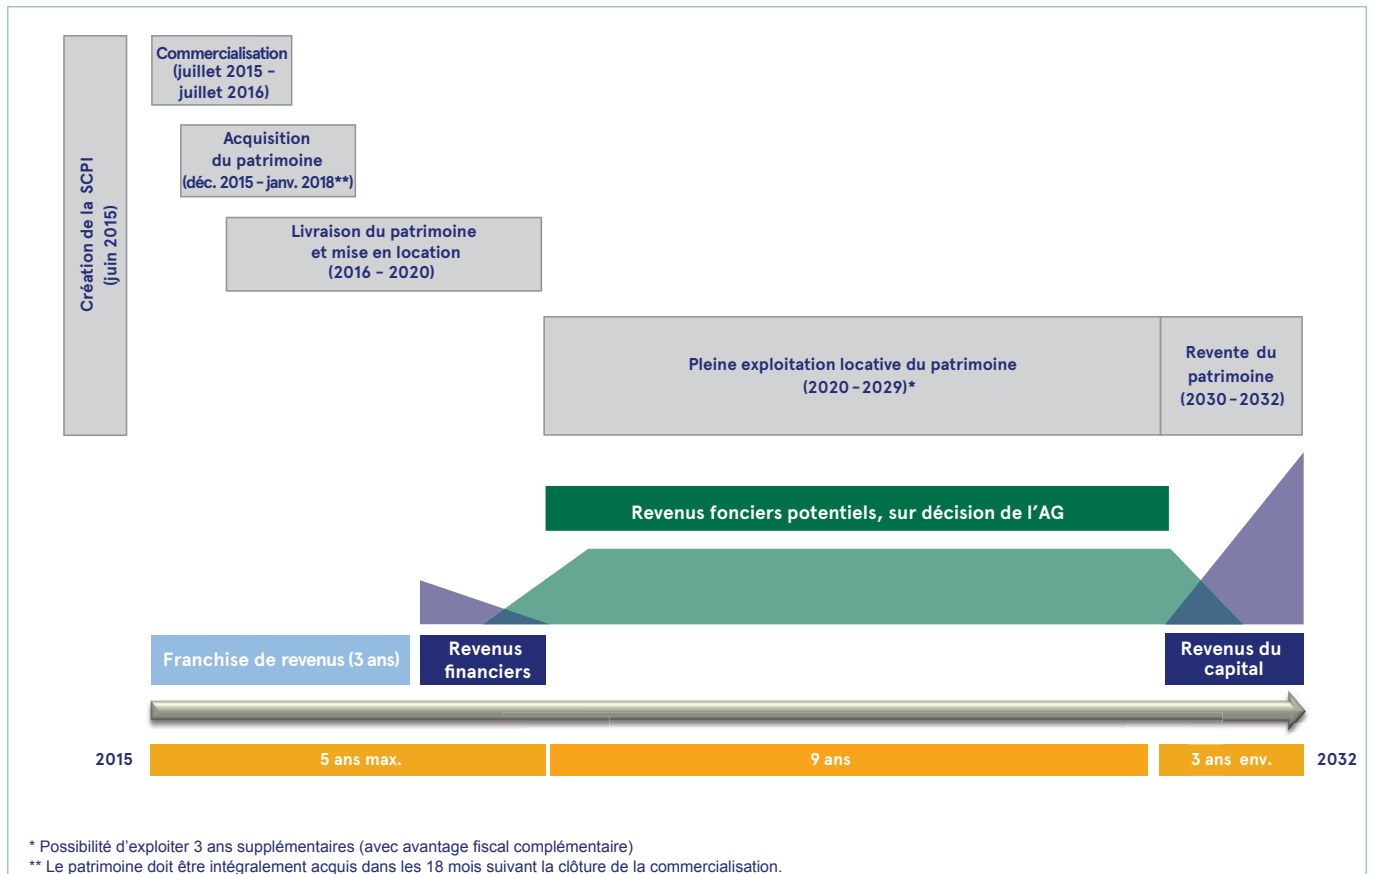 Création de la SCPI
(juin 2015)
Commercialisation
(juillet 2015 –
juillet 2016)
Acquisition
du patrimoine
(déc. 2015 – janv. 2018**)
Livraison du patrimoine
et mise en location
(2016 – 2020)
Pleine exploitation locative du patrimoine
(2020 – 2029)*
Revente du
patrimoine
(2030 – 2032)
Revenus fonciers potentiels, sur décision de l’AG
Franchise de revenus (3 ans)
Revenus
financiers
Revenus du
capital
2015
5 ans max.
9 ans
3 ans env.
2032
* Possibilité d’exploiter 3 ans supplémentaires (avec avantage fiscal complémentaire)
** Le patrimoine doit être intégralement acquis dans les 18 mois suivant la clôture de la commercialisation.